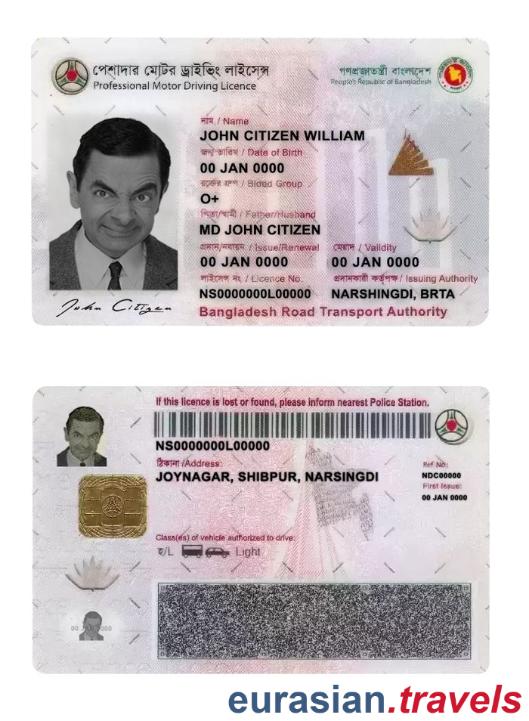 পেশাদার মোটর ড্রাইভিং লাইসেন্স
Professional Motor Driving Licence
গণপ্রজাতন্ত্রী বাংলাদেশ
People's Republic of Bangladesh
নাম / Name
JOHN CITIZEN WILLIAM
জন্ম তারিখ / Date of Birth
00 JAN 0000
রক্তের গ্রুপ / Blood Group
O+
পিতা/স্বামী / Father/Husband
MD JOHN CITIZEN
প্রদান/নবায়ন / Issue/Renewal
মেয়াদ / Validity
00 JAN 0000
00 JAN 0000
লাইসেন্স নং / Licence No.
প্রদানকারী কর্তৃপক্ষ / Issuing Authority
NS0000000L00000
NARSHINGDI, BRTA
Bangladesh Road Transport Authority
John Citizen
If this licence is lost or found, please inform nearest Police Station.
NS0000000L00000
ঠিকানা /Address:
JOYNAGAR, SHIBPUR, NARSINGDI
Ref No:
NDC00000
First Issue:
00 JAN 0000
Class(es) of vehicle authorized to drive:
হ/L Light
eurasian.travels